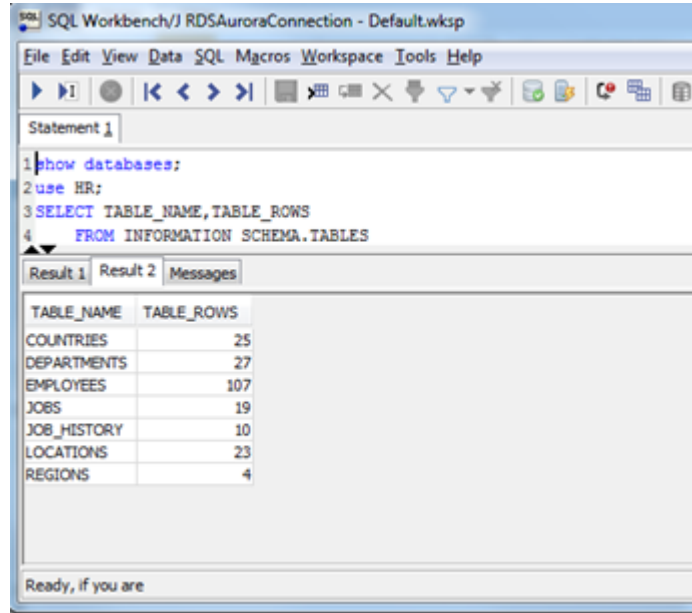 SQL Workbench/J RDSAuroraConnection - Default.wksp
File Edit View Data SQL Macros Workspace Tools Help
Statement 1
1 show databases;
2 use HR;
3 SELECT TABLE_NAME,TABLE_ROWS
4 FROM INFORMATION_SCHEMA.TABLES
Result 1 Result 2 Messages
TABLE_NAME TABLE_ROWS
COUNTRIES 25
DEPARTMENTS 27
EMPLOYEES 107
JOBS 19
JOB_HISTORY 10
LOCATIONS 23
REGIONS 4
Ready, if you are